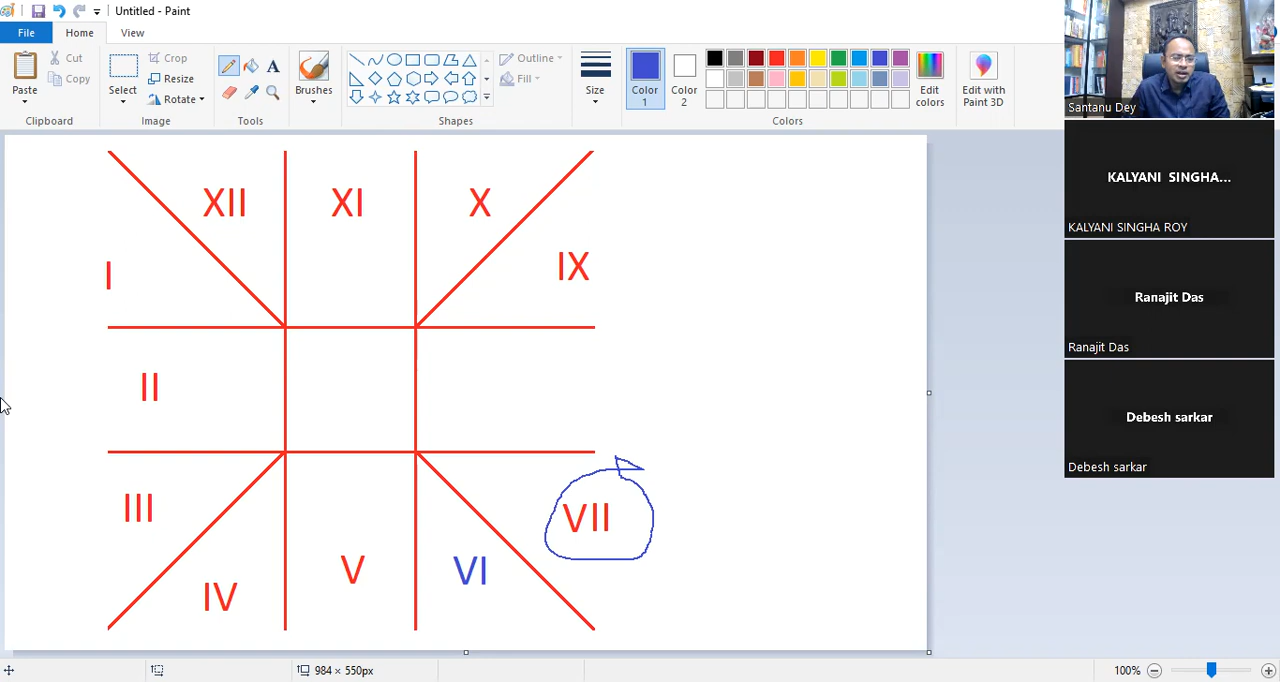 Untitled - Paint
File
Home
View
Paste
Cut
Copy
Clipboard
Select
Crop
Resize
Rotate
Image
A
Tools
Brushes
Outline
Fill
Shapes
Size
Color 1
Color 2
Edit colors
Colors
Edit with Paint 3D
XII
XI
X
I
IX
II
III
IV
V
VI
VII
Santanu Dey
KALYANI SINGHA...
KALYANI SINGHA ROY
Ranajit Das
Ranajit Das
Debesh sarkar
Debesh sarkar
984 × 550px
100%